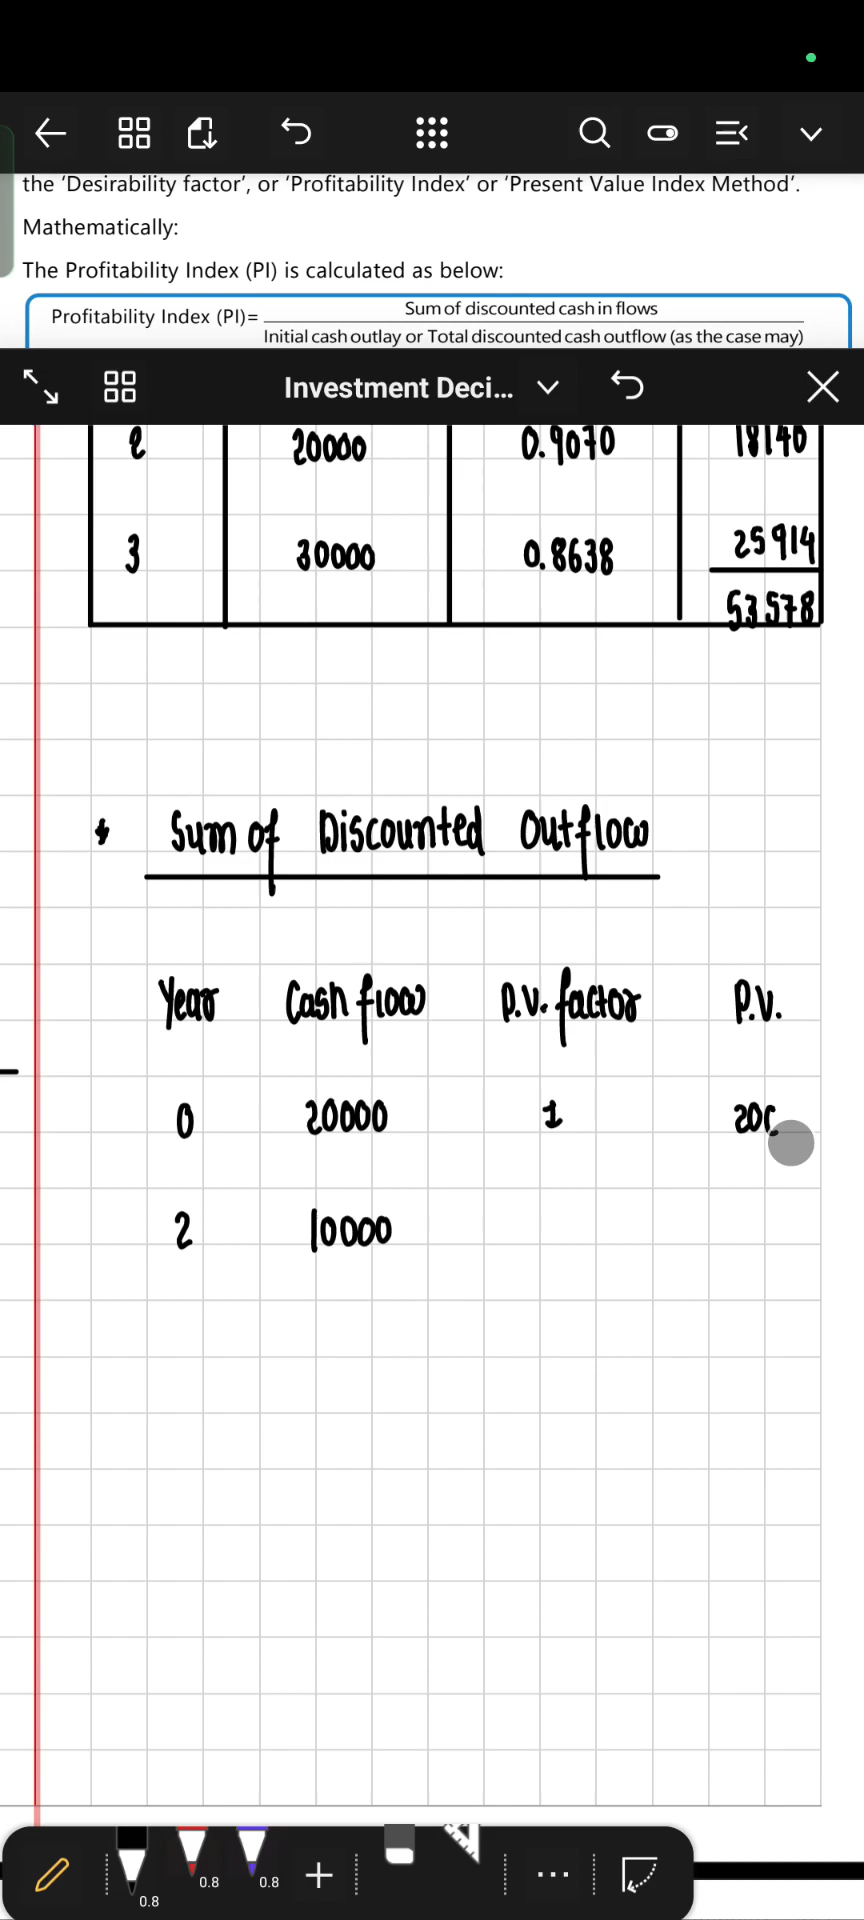 the ‘Desirability factor’, or ‘Profitability Index’ or ‘Present Value Index Method’.
Mathematically:
The Profitability Index (PI) is calculated as below:
Profitability Index (PI)= Sum of discounted cash in flows
Initial cash outlay or Total discounted cash outflow (as the case may)
Investment Deci...
2 20000 0.9070 18140
3 30000 0.8638 25914
53578
* Sum of Discounted Outflow
Year Cash flow P.V. factor P.V.
0 20000 1 200
2 10000
0.8 0.8 0.8